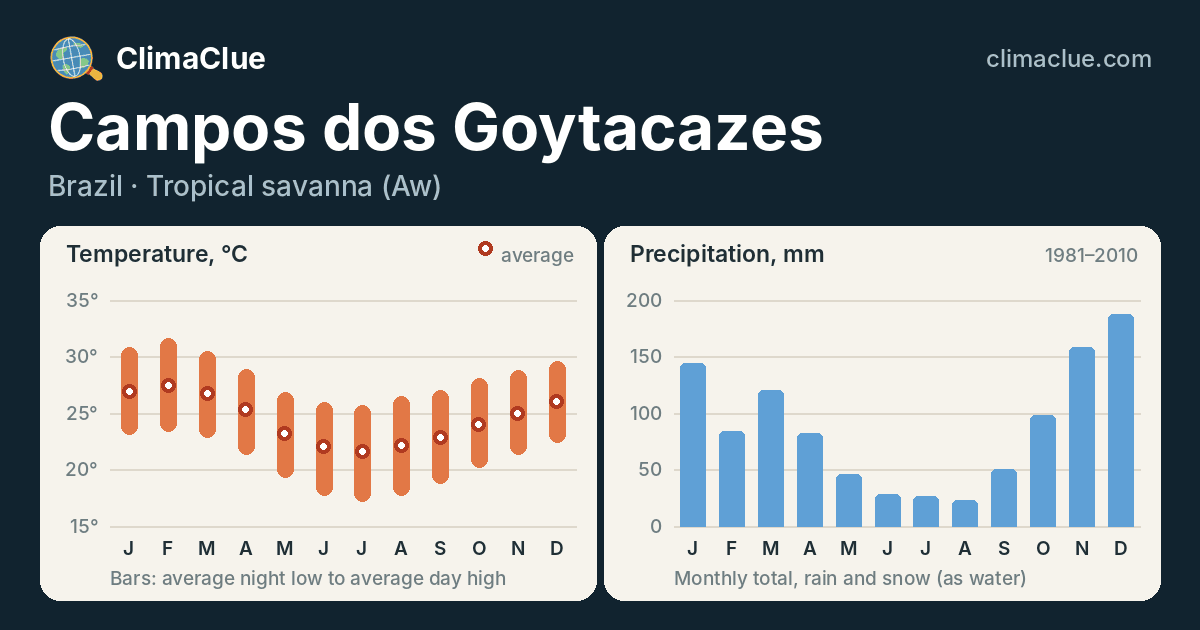 ClimaClue
climaclue.com
Campos dos Goytacazes
Brazil · Tropical savanna (Aw)
Temperature, °C
average
35°
30°
25°
20°
15°
J F M A M J J A S O N D
Bars: average night low to average day high
Precipitation, mm
1981–2010
200
150
100
50
0
J F M A M J J A S O N D
Monthly total, rain and snow (as water)